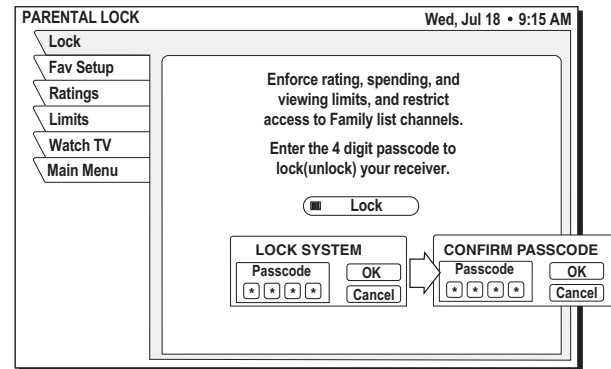 PARENTAL LOCK
Wed, Jul 18 • 9:15 AM
Lock
Fav Setup
Ratings
Limits
Watch TV
Main Menu
Enforce rating, spending, and
viewing limits, and restrict
access to Family list channels.
Enter the 4 digit passcode to
lock(unlock) your receiver.
Lock
LOCK SYSTEM
Passcode
* * * *
OK
Cancel
CONFIRM PASSCODE
Passcode
* * * *
OK
Cancel